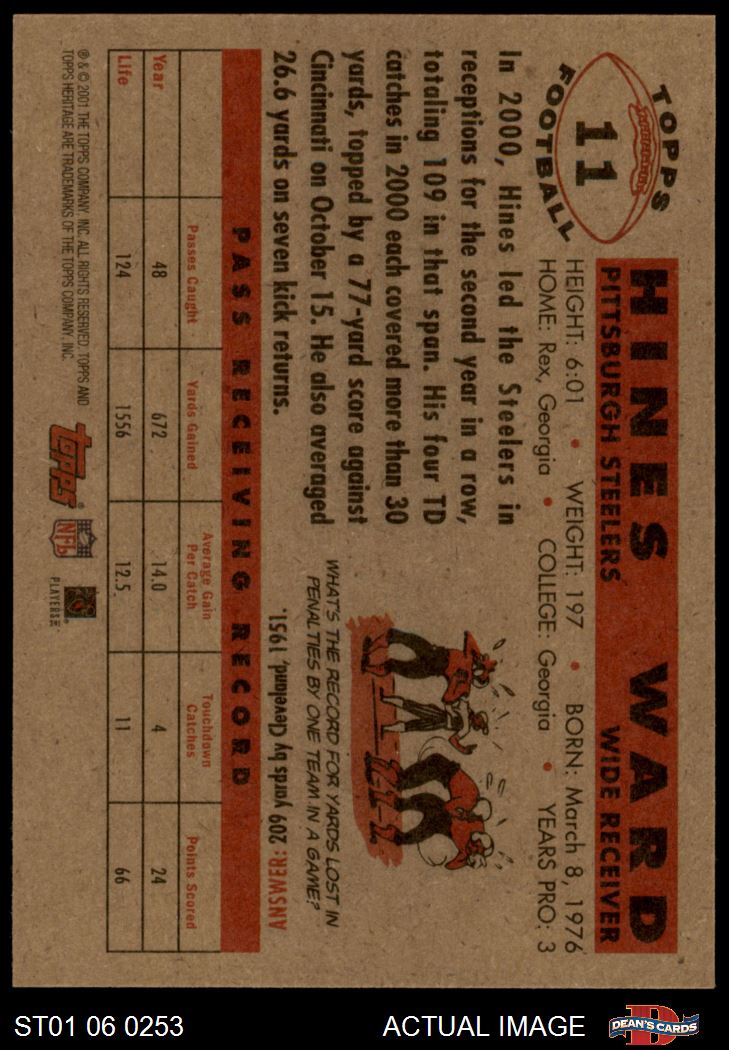 TOPPS
11
FOOTBALL
HINES WARD
PITTSBURGH STEELERS WIDE RECEIVER
HEIGHT: 6:01 • WEIGHT: 197 • BORN: March 8, 1976
HOME: Rex, Georgia • COLLEGE: Georgia • YEARS PRO: 3
In 2000, Hines led the Steelers in
receptions for the second year in a row,
totaling 109 in that span. His four TD
catches in 2000 each covered more than 30
yards, topped by a 77-yard score against
Cincinnati on October 15. He also averaged
26.6 yards on seven kick returns.
WHAT'S THE RECORD FOR YARDS LOST IN
PENALTIES BY ONE TEAM IN A GAME?
ANSWER: 209 yards by Cleveland, 1951.
PASS RECEIVING RECORD
Passes Caught Yards Gained Average Gain Per Catch Touchdown Catches Points Scored
Year 48 672 14.0 4 24
Life 124 1556 12.5 11 66
® & © 2001 THE TOPPS COMPANY, INC. ALL RIGHTS RESERVED. TOPPS AND
TOPPS HERITAGE ARE TRADEMARKS OF THE TOPPS COMPANY, INC.
topps®
NFL
PLAYERS
ST01 06 0253
ACTUAL IMAGE
DEAN'S CARDS